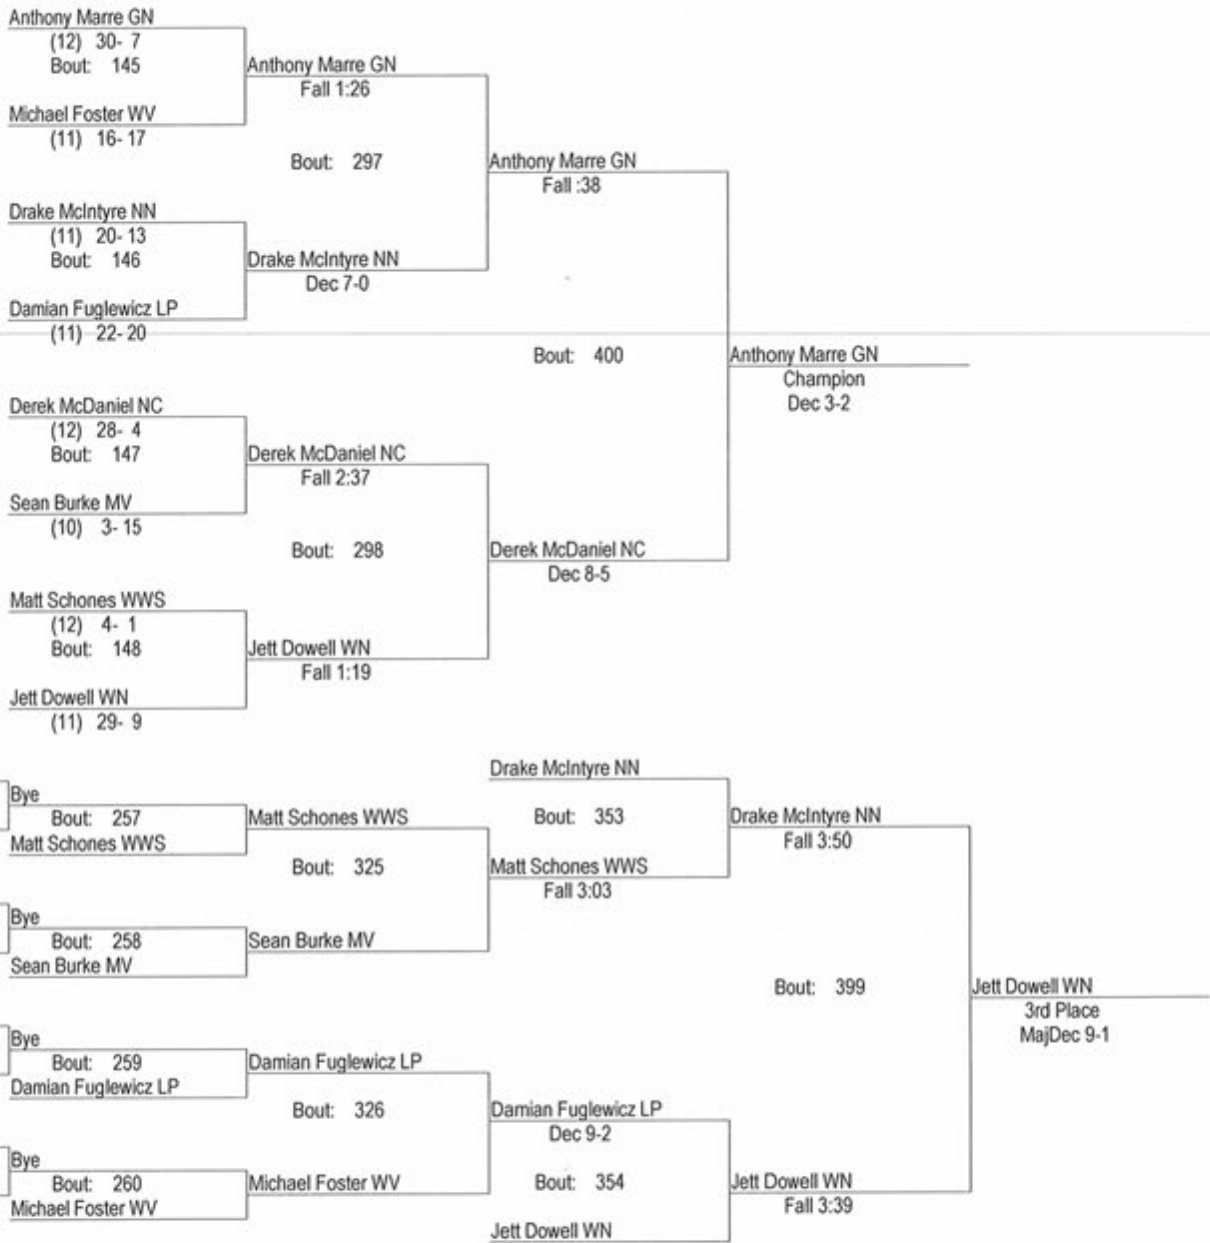 Anthony Marre GN
(12) 30- 7
Bout: 145
Michael Foster WV
(11) 16- 17
Drake McIntyre NN
(11) 20- 13
Bout: 146
Damian Fuglewicz LP
(11) 22- 20
Derek McDaniel NC
(12) 28- 4
Bout: 147
Sean Burke MV
(10) 3- 15
Matt Schones WWS
(12) 4- 1
Bout: 148
Jett Dowell WN
(11) 29- 9
Anthony Marre GN
Fall 1:26
Bout: 297
Drake McIntyre NN
Dec 7-0
Derek McDaniel NC
Fall 2:37
Bout: 298
Jett Dowell WN
Fall 1:19
Anthony Marre GN
Fall :38
Bout: 400
Derek McDaniel NC
Dec 8-5
Anthony Marre GN
Champion
Dec 3-2
Bye
Bout: 257
Matt Schones WWS
Bye
Bout: 258
Sean Burke MV
Bye
Bout: 259
Damian Fuglewicz LP
Bye
Bout: 260
Michael Foster WV
Matt Schones WWS
Bout: 325
Sean Burke MV
Damian Fuglewicz LP
Bout: 326
Michael Foster WV
Drake McIntyre NN
Bout: 353
Matt Schones WWS
Fall 3:03
Damian Fuglewicz LP
Dec 9-2
Bout: 354
Jett Dowell WN
Drake McIntyre NN
Fall 3:50
Bout: 399
Jett Dowell WN
Fall 3:39
Jett Dowell WN
3rd Place
MajDec 9-1